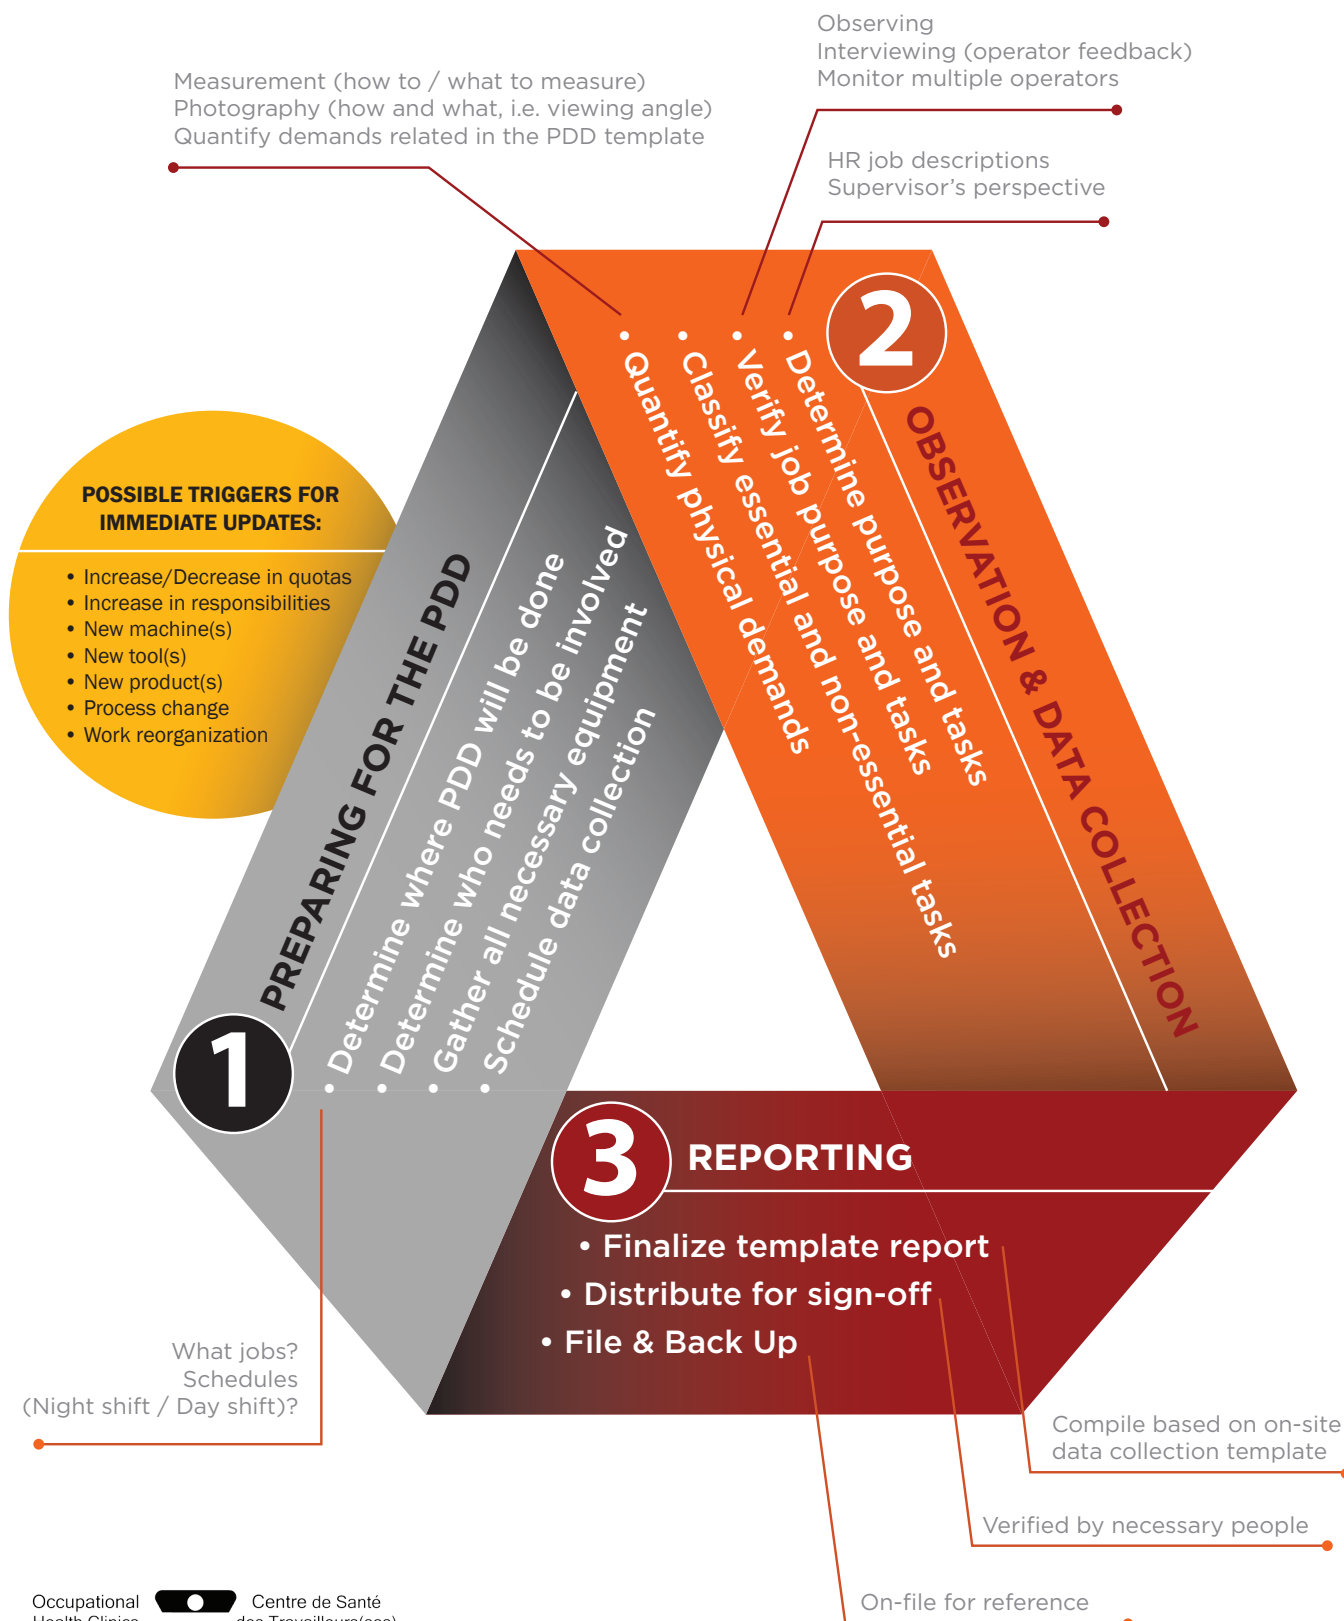 Observing
Interviewing (operator feedback)
Monitor multiple operators
Measurement (how to / what to measure)
Photography (how and what, i.e. viewing angle)
Quantify demands related in the PDD template
HR job descriptions
Supervisor’s perspective
POSSIBLE TRIGGERS FOR
IMMEDIATE UPDATES:
• Increase/Decrease in quotas
• Increase in responsibilities
• New machine(s)
• New tool(s)
• New product(s)
• Process change
• Work reorganization
1
PREPARING FOR THE PDD
• Determine where PDD will be done
• Determine who needs to be involved
• Gather all necessary equipment
• Schedule data collection
What jobs?
Schedules
(Night shift / Day shift)?
2
OBSERVATION & DATA COLLECTION
• Determine purpose and tasks
• Verify job purpose and tasks
• Classify essential and non-essential tasks
• Quantify physical demands
3
REPORTING
• Finalize template report
• Distribute for sign-off
• File & Back Up
Compile based on on-site
data collection template
Verified by necessary people
On-file for reference
Occupational
Health Clinics
Centre de Santé
des Travailleurs(ses)